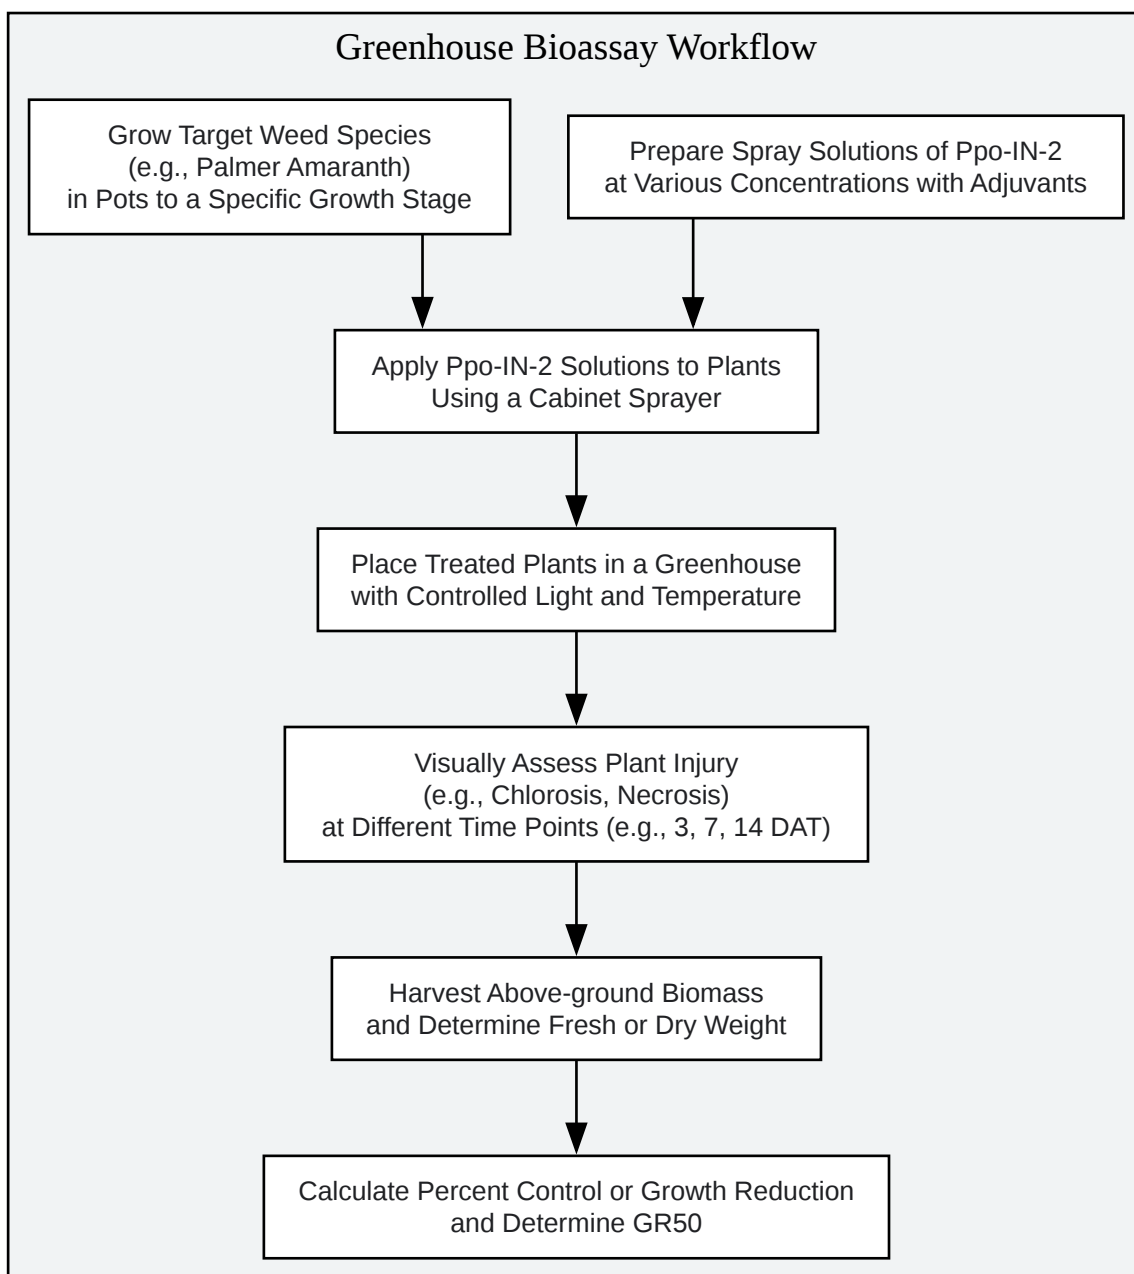 Greenhouse Bioassay Workflow
Grow Target Weed Species
(e.g., Palmer Amaranth)
in Pots to a Specific Growth Stage
Prepare Spray Solutions of Ppo-IN-2
at Various Concentrations with Adjuvants
Apply Ppo-IN-2 Solutions to Plants
Using a Cabinet Sprayer
Place Treated Plants in a Greenhouse
with Controlled Light and Temperature
Visually Assess Plant Injury
(e.g., Chlorosis, Necrosis)
at Different Time Points (e.g., 3, 7, 14 DAT)
Harvest Above-ground Biomass
and Determine Fresh or Dry Weight
Calculate Percent Control or Growth Reduction
and Determine GR50